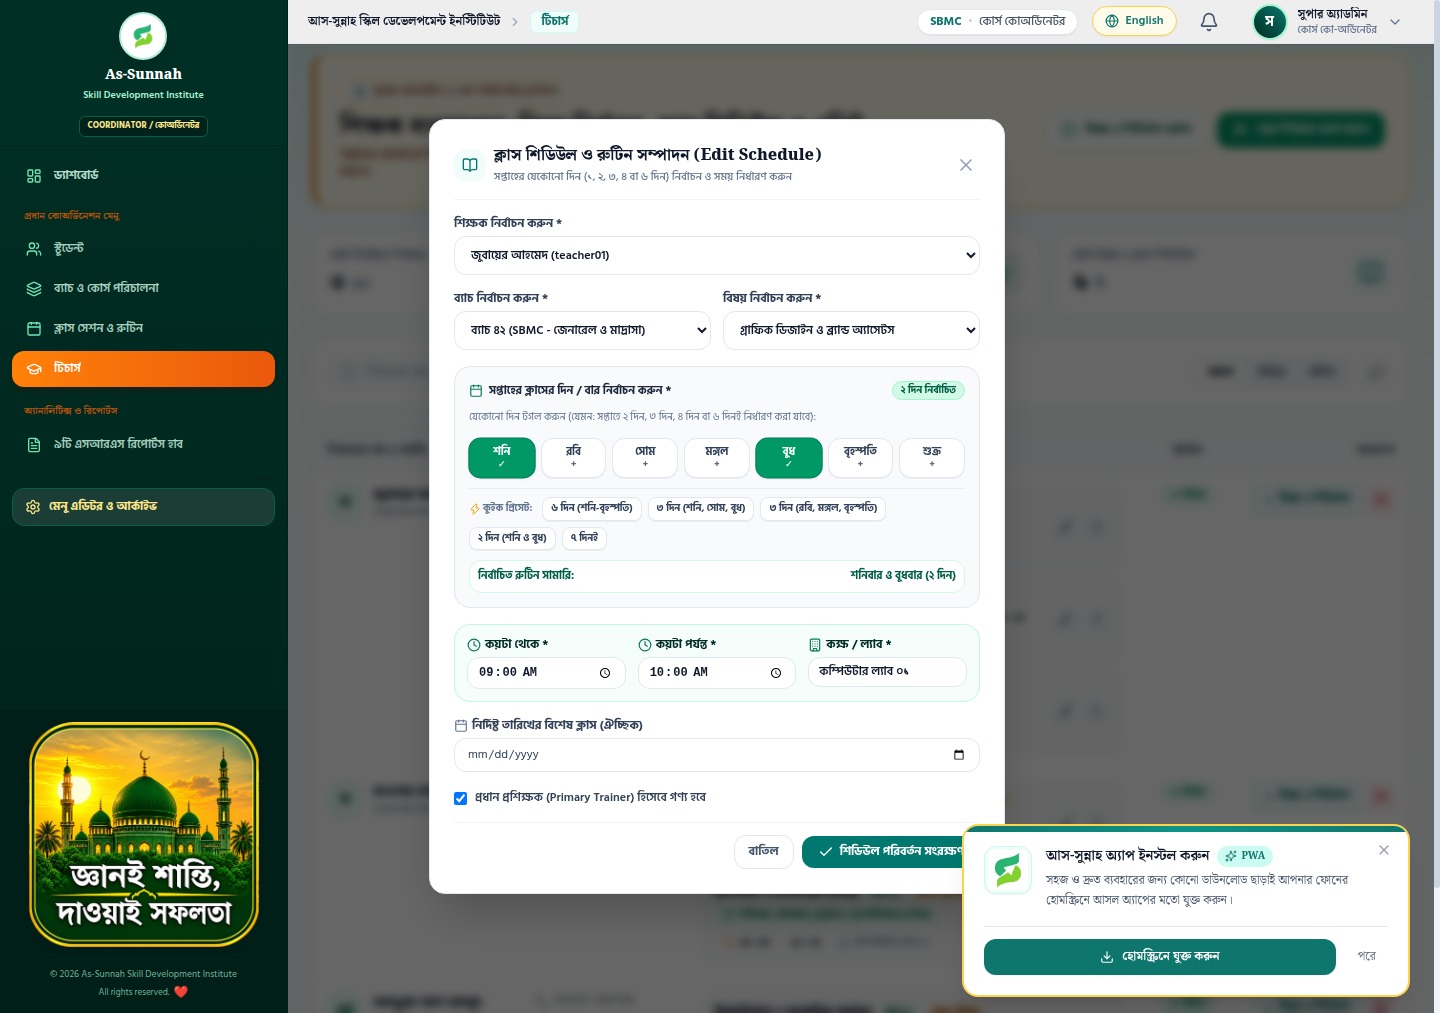 As-Sunnah
Skill Development Institute
COORDINATOR / কোঅর্ডিনেটর
ড্যাশবোর্ড
প্রধান কোঅর্ডিনেশন মেনু
স্টুডেন্ট
ব্যাচ ও কোর্স পরিচালনা
ক্লাস সেশন ও রুটিন
টিচার্স
অ্যানালিটিক্স ও রিপোর্টস
৯টি এসআরএস রিপোর্টস হাব
মেনু এডিটর ও আর্কাইভ
জ্ঞানই শান্তি,
দাওয়াই সফলতা
© 2026 As-Sunnah Skill Development Institute
All rights reserved. ❤️
আস-সুন্নাহ স্কিল ডেভেলপমেন্ট ইনস্টিটিউট > টিচার্স
SBMC • কোর্স কোঅর্ডিনেটর
English
স
সুপার অ্যাডমিন
কোর্স কো-অর্ডিনেটর
ক্লাস শিডিউল ও রুটিন সম্পাদন (Edit Schedule)
সপ্তাহের যেকোনো দিন (১, ২, ৩, ৪ বা ৬ দিন) নির্বাচন ও সময় নির্ধারণ করুন
শিক্ষক নির্বাচন করুন *
জুবায়ের আহমেদ (teacher01)
ব্যাচ নির্বাচন করুন * বিষয় নির্বাচন করুন *
ব্যাচ ৪২ (SBMC - জেনারেল ও মাদ্রাসা) গ্রাফিক ডিজাইন ও ব্র্যান্ড অ্যাসেটস
সপ্তাহের ক্লাসের দিন / বার নির্বাচন করুন * ২ দিন নির্বাচিত
যেকোনো দিন টগল করুন (যেমন: সপ্তাহে ২ দিন, ৩ দিন, ৪ দিন বা ৬ দিনই নির্ধারণ করা যাবে):
শনি রবি সোম মঙ্গল বুধ বৃহস্পতি শুক্র
✓ + + + ✓ + +
কুইক প্রিসেট: ৬ দিন (শনি-বৃহস্পতি) ৩ দিন (শনি, সোম, বুধ) ৩ দিন (রবি, মঙ্গল, বৃহস্পতি)
২ দিন (শনি ও বুধ) ৭ দিনই
নির্বাচিত রুটিন সামারি: শনিবার ও বুধবার (২ দিন)
কয়টা থেকে * কয়টা পর্যন্ত * কক্ষ / ল্যাব *
09:00 AM 10:00 AM কম্পিউটার ল্যাব ০১
নির্দিষ্ট তারিখের বিশেষ ক্লাস (ঐচ্ছিক)
mm/dd/yyyy
প্রধান প্রশিক্ষক (Primary Trainer) হিসেবে গণ্য হবে
বাতিল শিডিউল পরিবর্তন সংরক্ষণ
আস-সুন্নাহ অ্যাপ ইনস্টল করুন PWA
সহজ ও দ্রুত ব্যবহারের জন্য কোনো ডাউনলোড ছাড়াই আপনার ফোনের
হোমস্ক্রিনে আসল অ্যাপের মতো যুক্ত করুন।
হোমস্ক্রিনে যুক্ত করুন পরে